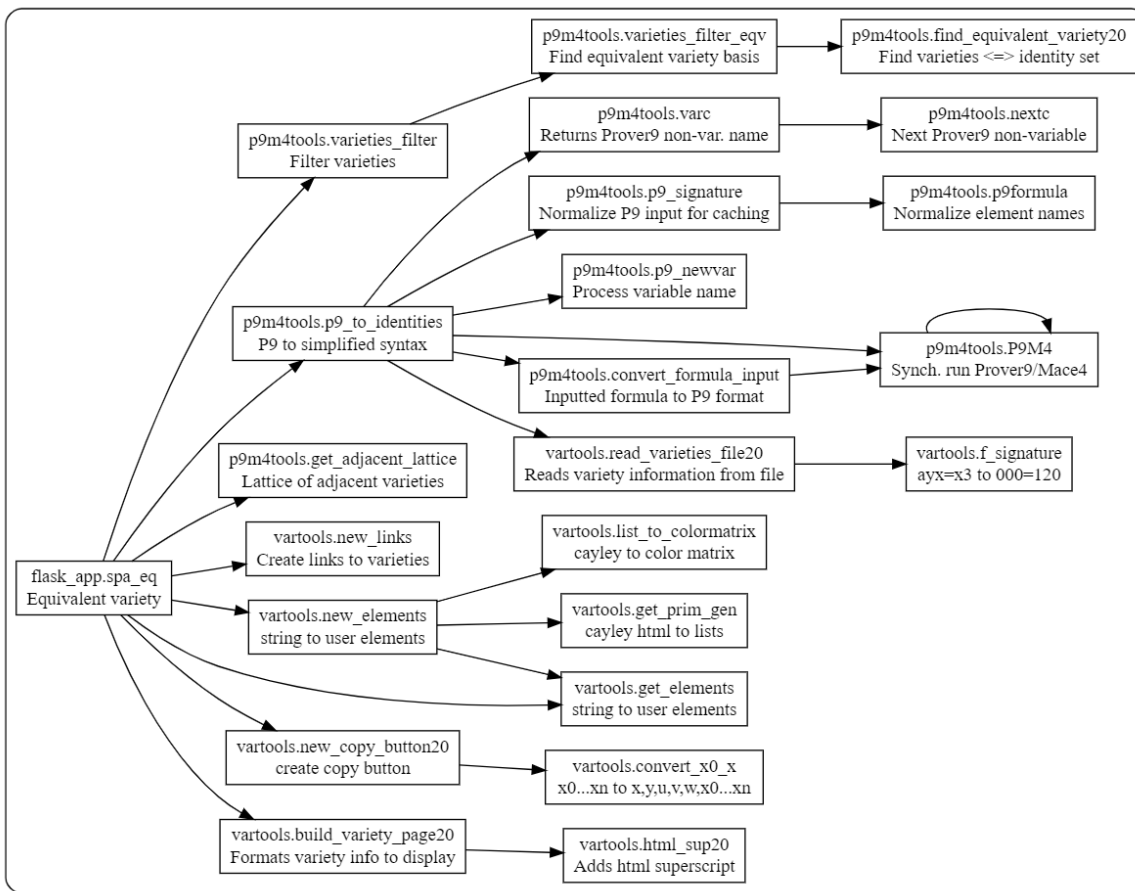 p9m4tools.varieties_filter_eqv
Find equivalent variety basis
p9m4tools.find_equivalent_variety20
Find varieties <=> identity set
p9m4tools.varieties_filter
Filter varieties
p9m4tools.varc
Returns Prover9 non-var. name
p9m4tools.nextc
Next Prover9 non-variable
p9m4tools.p9_signature
Normalize P9 input for caching
p9m4tools.p9formula
Normalize element names
p9m4tools.p9_newvar
Process variable name
p9m4tools.p9_to_identities
P9 to simplified syntax
p9m4tools.P9M4
Synch. run Prover9/Mace4
p9m4tools.convert_formula_input
Inputted formula to P9 format
p9m4tools.get_adjacent_lattice
Lattice of adjacent varieties
vartools.read_varieties_file20
Reads variety information from file
vartools.f_signature
ayx=x3 to 000=120
vartools.new_links
Create links to varieties
vartools.list_to_colormatrix
cayley to color matrix
flask_app.spa_eq
Equivalent variety
vartools.new_elements
string to user elements
vartools.get_prim_gen
cayley html to lists
vartools.get_elements
string to user elements
vartools.new_copy_button20
create copy button
vartools.convert_x0_x
x0...xn to x,y,u,v,w,x0...xn
vartools.build_variety_page20
Formats variety info to display
vartools.html_sup20
Adds html superscript